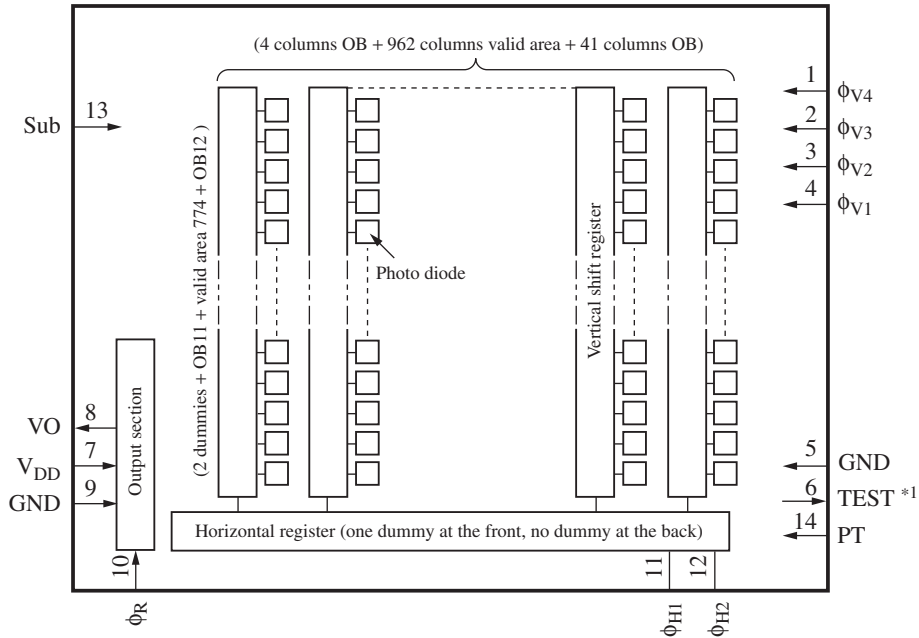 (4 columns OB + 962 columns valid area + 41 columns OB)
13
Sub
1
ϕV4
2
ϕV3
3
ϕV2
4
ϕV1
(2 dummies + OB11 + valid area 774 + OB12 )
Photo diode
Vertical shift register
Output section
8
VO
7
VDD
9
GND
5
GND
6
TEST *1
14
PT
Horizontal register (one dummy at the front, no dummy at the back)
10
ϕR
11
ϕH1
12
ϕH2